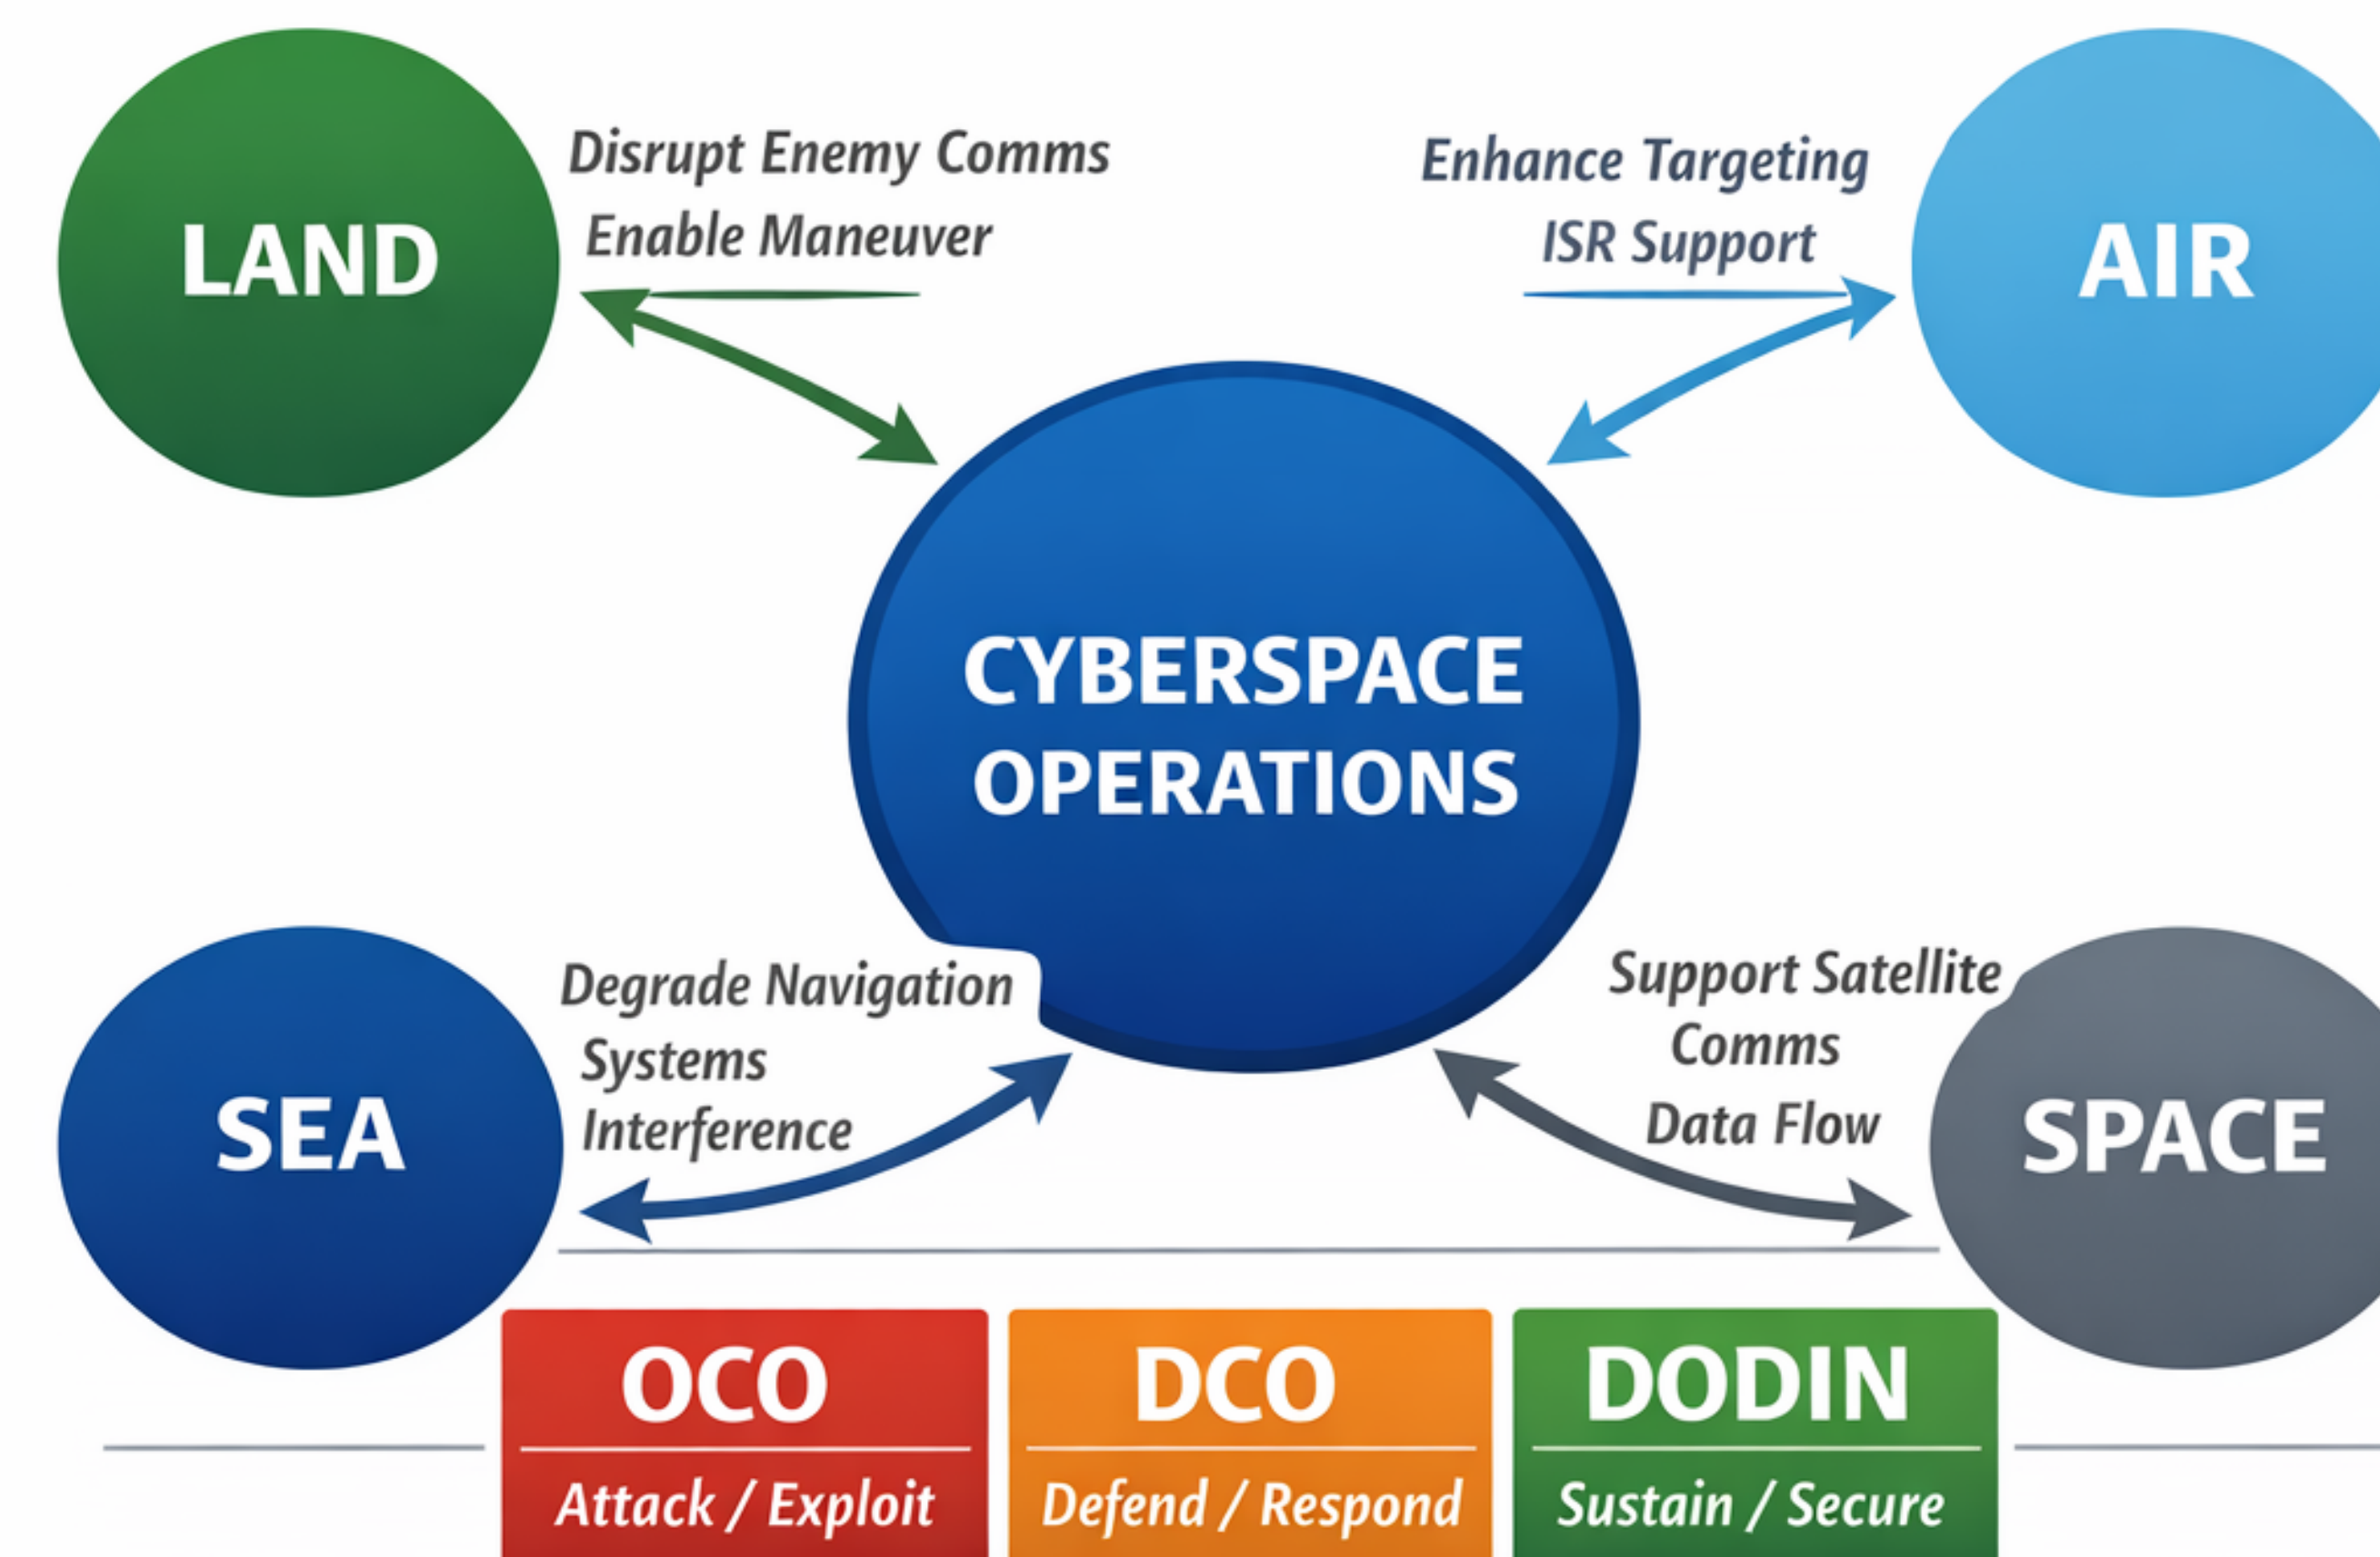 LAND
Disrupt Enemy Comms
Enable Maneuver
Enhance Targeting
ISR Support
AIR
CYBERSPACE
OPERATIONS
SEA
Degrade Navigation
Systems
Interference
Support Satellite
Comms
Data Flow
SPACE
OCO
Attack / Exploit
DCO
Defend / Respond
DODIN
Sustain / Secure